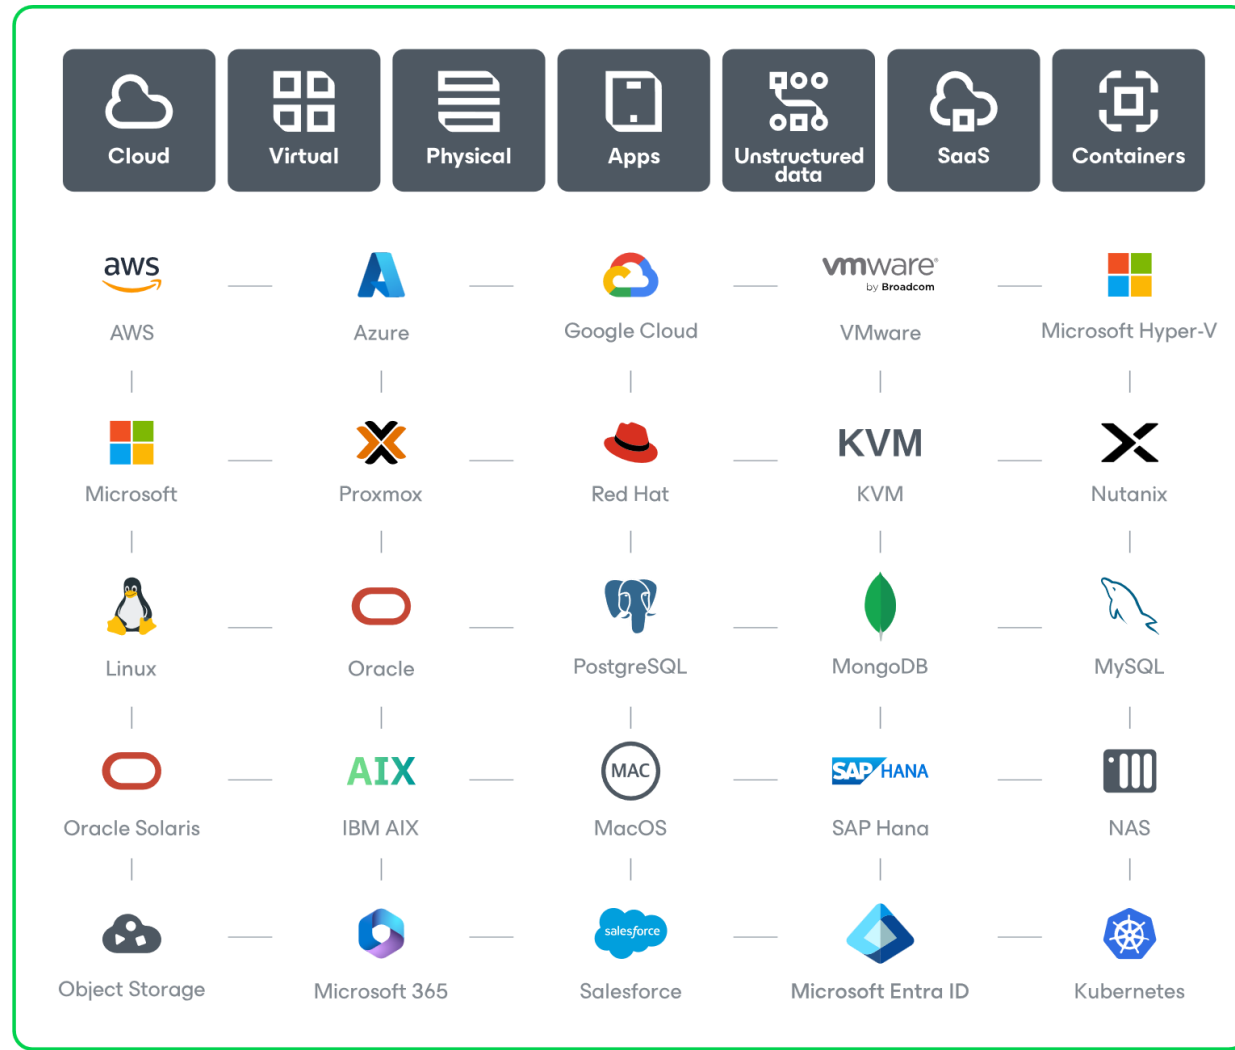 Cloud
Virtual
Physical
Apps
Unstructured
data
SaaS
Containers
aws
vmware®
by Broadcom
AWS
Azure
Google Cloud
VMware
Microsoft Hyper-V
KVM
Microsoft
Proxmox
Red Hat
KVM
Nutanix
Linux
Oracle
PostgreSQL
MongoDB
MySQL
AIX
MAC
SAP HANA
Oracle Solaris
IBM AIX
MacOS
SAP Hana
NAS
salesforce
Object Storage
Microsoft 365
Salesforce
Microsoft Entra ID
Kubernetes